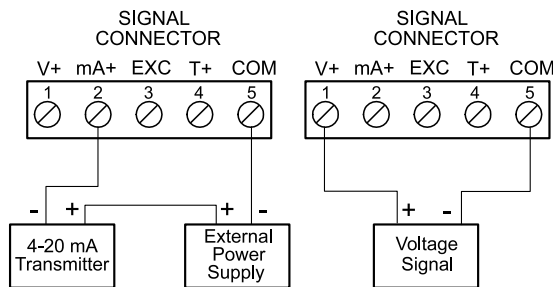 SIGNAL
CONNECTOR
V+ mA+ EXC T+ COM
1 2 3 4 5
- + + -
4-20 mA
Transmitter
External
Power
Supply
SIGNAL
CONNECTOR
V+ mA+ EXC T+ COM
1 2 3 4 5
+ -
Voltage
Signal